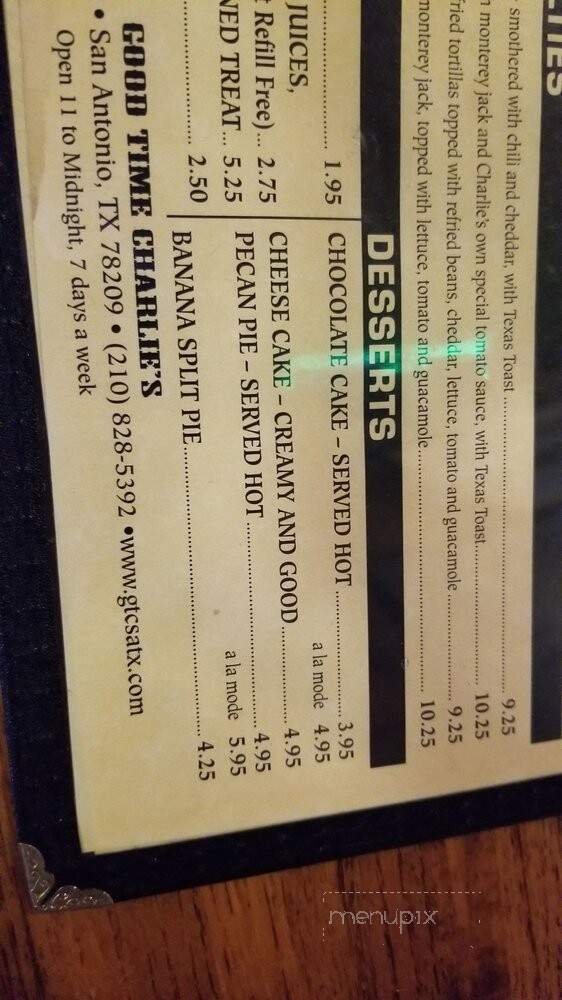 TIES
smothered with chili and cheddar, with Texas Toast 9.25
monterey jack and Charlie's own special tomato sauce, with Texas Toast 10.25
fried tortillas topped with refried beans, cheddar, lettuce, tomato and guacamole 9.25
monterey jack, topped with lettuce, tomato and guacamole 10.25
JUICES,
1.95
t Refill Free) ... 2.75
NED TREAT ... 5.25
2.50
DESSERTS
CHOCOLATE CAKE – SERVED HOT 3.95
a la mode 4.95
CHEESE CAKE – CREAMY AND GOOD 4.95
PECAN PIE – SERVED HOT 4.95
a la mode 5.95
BANANA SPLIT PIE 4.25
GOOD TIME CHARLIE'S
• San Antonio, TX 78209 • (210) 828-5392 • www.gtcsatx.com
Open 11 to Midnight, 7 days a week
menupix